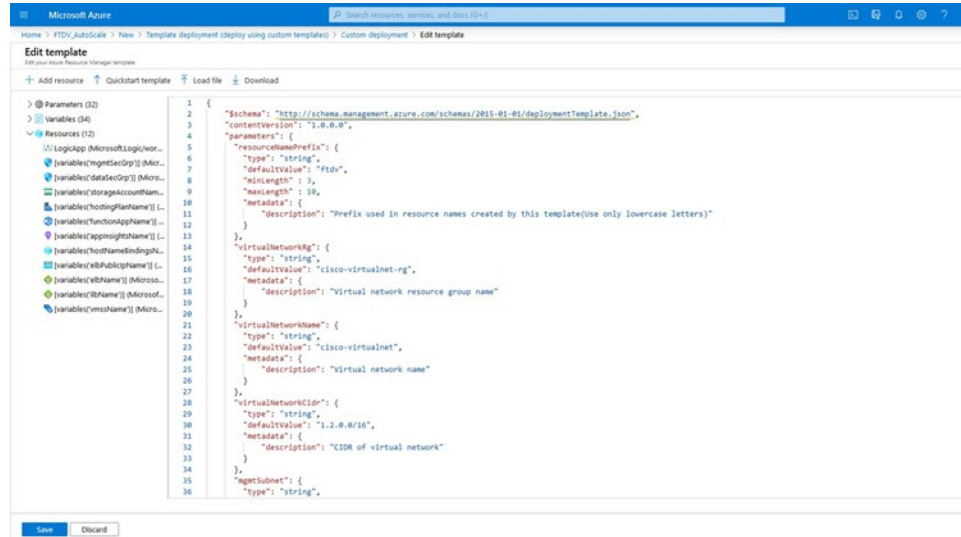 Microsoft Azure
Search resources, services, and docs (G+/)
Home > FTDV_AutoScale > New > Template deployment (deploy using custom templates) > Custom deployment > Edit template
Edit template
Edit your Azure Resource Manager template
+ Add resource ↑ Quickstart template Load file Download
> Parameters (32)
> Variables (34)
Resources (12)
LogicApp (Microsoft.Logic/wor...
[variables('mgmtSecGrp')] (Micr...
[variables('dataSecGrp')] (Micro...
[variables('storageAccountNam...
[variables('hostingPlanName')] (...
[variables('functionAppName')] ...
[variables('appInsightsName')] (...
[variables('hostNameBindingsN...
[variables('elbPublicIpName')] (...
[variables('elbName')] (Microso...
[variables('ilbName')] (Microsof...
[variables('vmssName')] (Micro...
1 {
2 "$schema": "http://schema.management.azure.com/schemas/2015-01-01/deploymentTemplate.json",
3 "contentVersion": "1.0.0.0",
4 "parameters": {
5 "resourceNamePrefix": {
6 "type": "string",
7 "defaultValue": "ftdv",
8 "minLength" : 3,
9 "maxLength" : 10,
10 "metadata": {
11 "description": "Prefix used in resource names created by this template(Use only lowercase letters)"
12 }
13 },
14 "virtualNetworkRg": {
15 "type": "string",
16 "defaultValue": "cisco-virtualnet-rg",
17 "metadata": {
18 "description": "Virtual network resource group name"
19 }
20 },
21 "virtualNetworkName": {
22 "type": "string",
23 "defaultValue": "cisco-virtualnet",
24 "metadata": {
25 "description": "Virtual network name"
26 }
27 },
28 "virtualNetworkCidr": {
29 "type": "string",
30 "defaultValue": "1.2.0.0/16",
31 "metadata": {
32 "description": "CIDR of virtual network"
33 }
34 },
35 "mgmtSubnet": {
36 "type": "string",
Save Discard